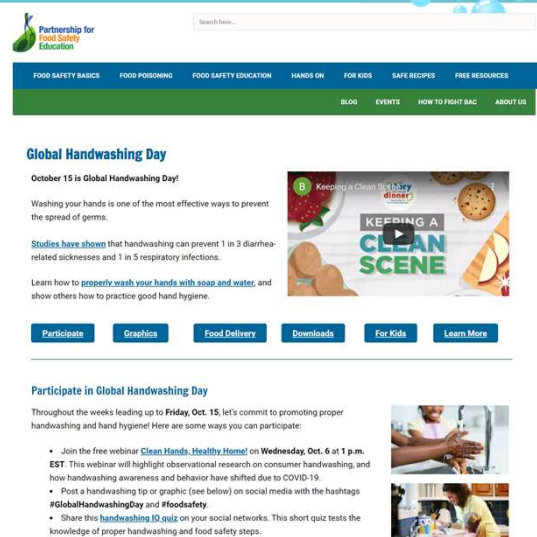 Partnership for
Food Safety
Education
Search here...
FOOD SAFETY BASICS FOOD POISONING FOOD SAFETY EDUCATION HANDS ON FOR KIDS SAFE RECIPES FREE RESOURCES
BLOG EVENTS HOW TO FIGHT BAC ABOUT US
Global Handwashing Day
October 15 is Global Handwashing Day!
Washing your hands is one of the most effective ways to prevent
the spread of germs.
Studies have shown that handwashing can prevent 1 in 3 diarrhea-
related sicknesses and 1 in 5 respiratory infections.
Learn how to properly wash your hands with soap and water, and
show others how to practice good hand hygiene.
B Keeping a Clean Scene
dinner
KEEPING A
CLEAN
SCENE
Participate Graphics Food Delivery Downloads For Kids Learn More
Participate in Global Handwashing Day
Throughout the weeks leading up to Friday, Oct. 15, let's commit to promoting proper
handwashing and hand hygiene! Here are some ways you can participate:
• Join the free webinar Clean Hands, Healthy Home! on Wednesday, Oct. 6 at 1 p.m.
EST. This webinar will highlight observational research on consumer handwashing, and
how handwashing awareness and behavior have shifted due to COVID-19.
• Post a handwashing tip or graphic (see below) on social media with the hashtags
#GlobalHandwashingDay and #foodsafety.
• Share this handwashing IQ quiz on your social networks. This short quiz tests the
knowledge of proper handwashing and food safety steps.